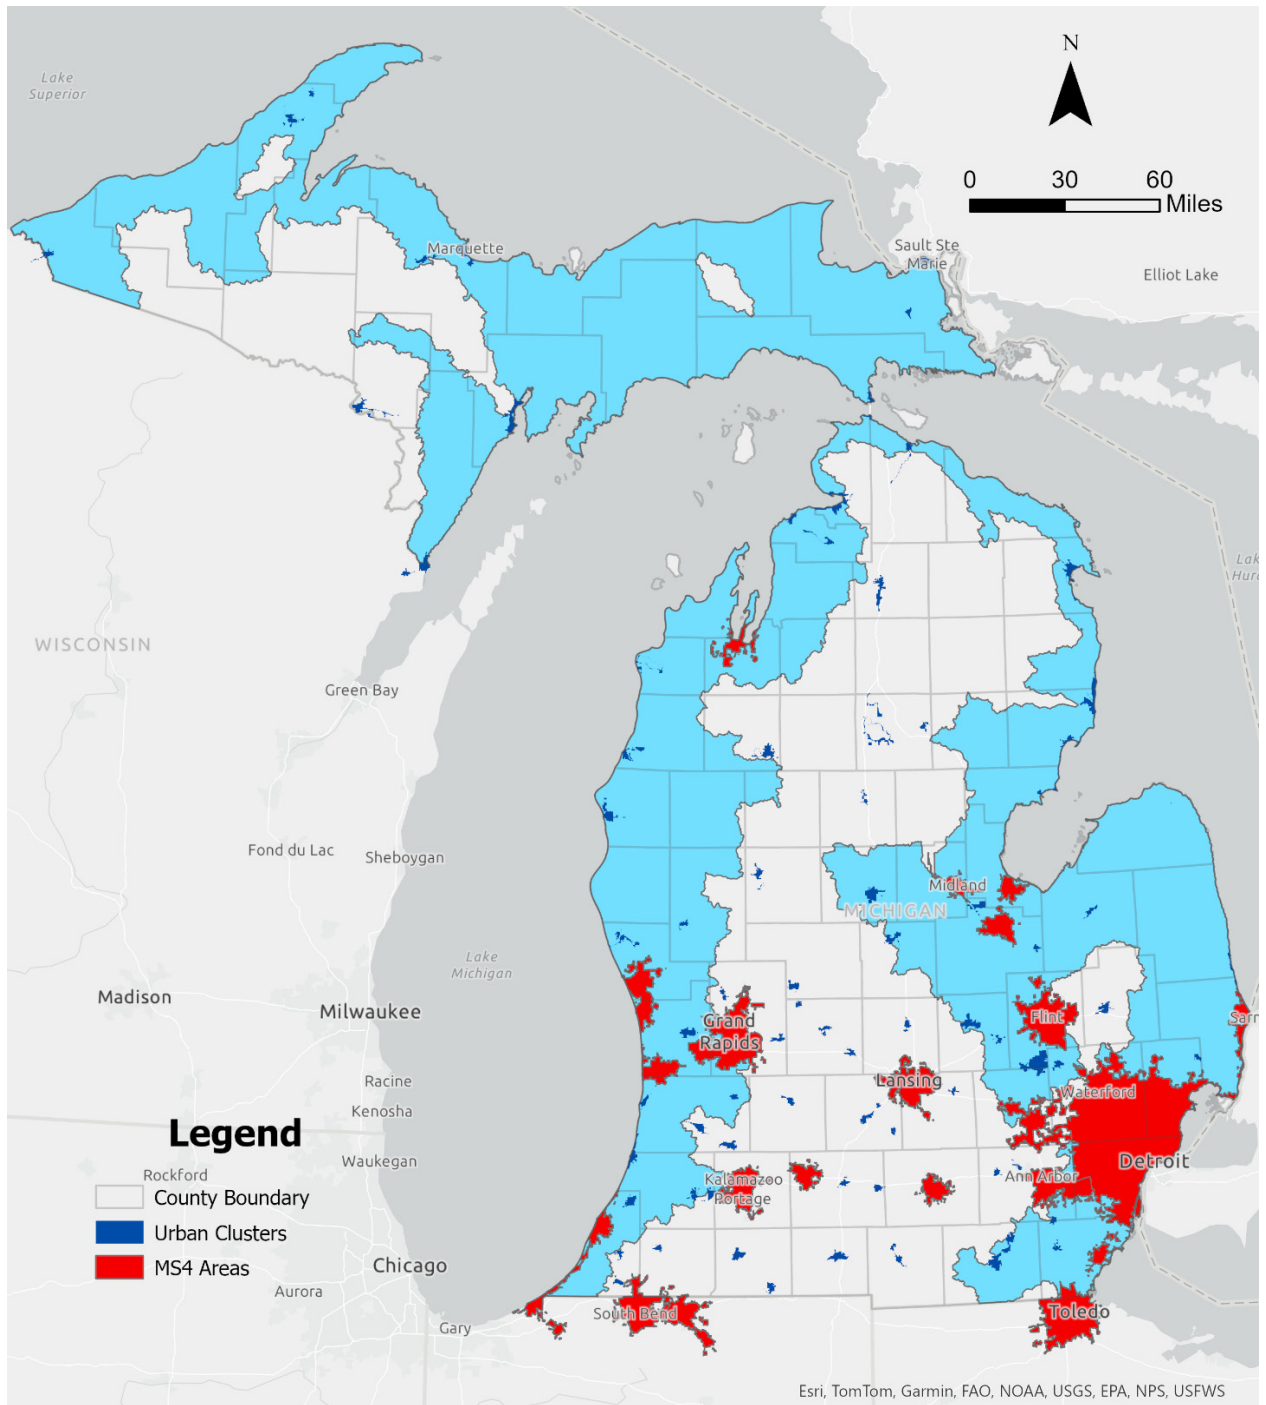 N
Lake
Superior
0 30 60
Miles
Marquette
Sault Ste
Marie
Elliot Lake
Lak
Huro
WISCONSIN
Green Bay
Fond du Lac
Sheboygan
Midland
MICHIGAN
Lake
Michigan
Madison
Milwaukee
Grand
Rapids
Flint
Sarn
Racine
Kenosha
Lansing
Waterford
Legend
Waukegan
Rockford
County Boundary
Urban Clusters
MS4 Areas
Kalamazoo
Portage
Ann Arbor
Detroit
Chicago
Aurora
Gary
South Bend
Toledo
Esri, TomTom, Garmin, FAO, NOAA, USGS, EPA, NPS, USFWS